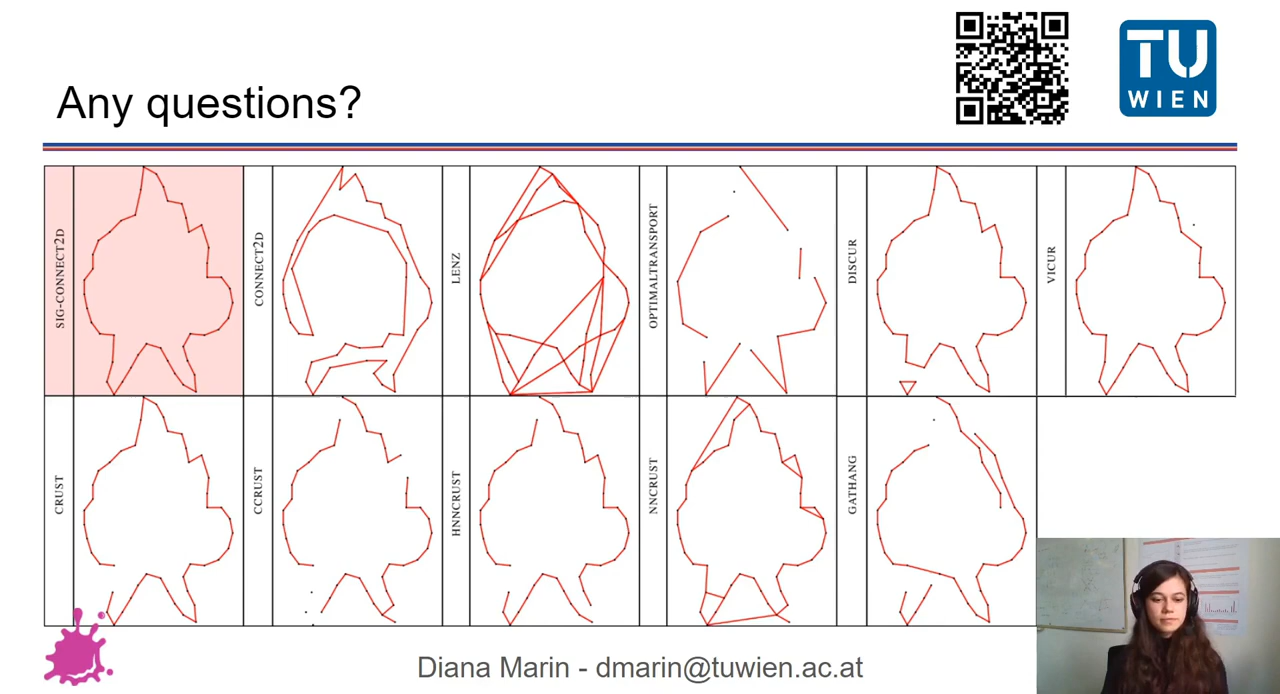 TU
WIEN
Any questions?
SIG-CONNECT2D
CONNECT2D
LENZ
OPTIMALTRANSPORT
DISCUR
VICUR
CRUST
CCRUST
HNNCRUST
NNCRUST
GATHANG
Diana Marin - dmarin@tuwien.ac.at